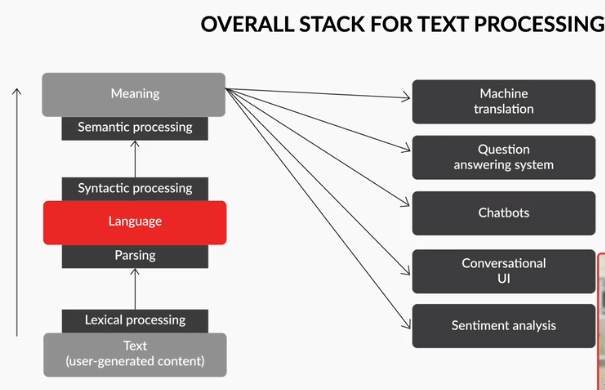 OVERALL STACK FOR TEXT PROCESSING
Meaning
Semantic processing
Syntactic processing
Language
Parsing
Lexical processing
Text
(user-generated content)
Machine
translation
Question
answering system
Chatbots
Conversational
UI
Sentiment analysis